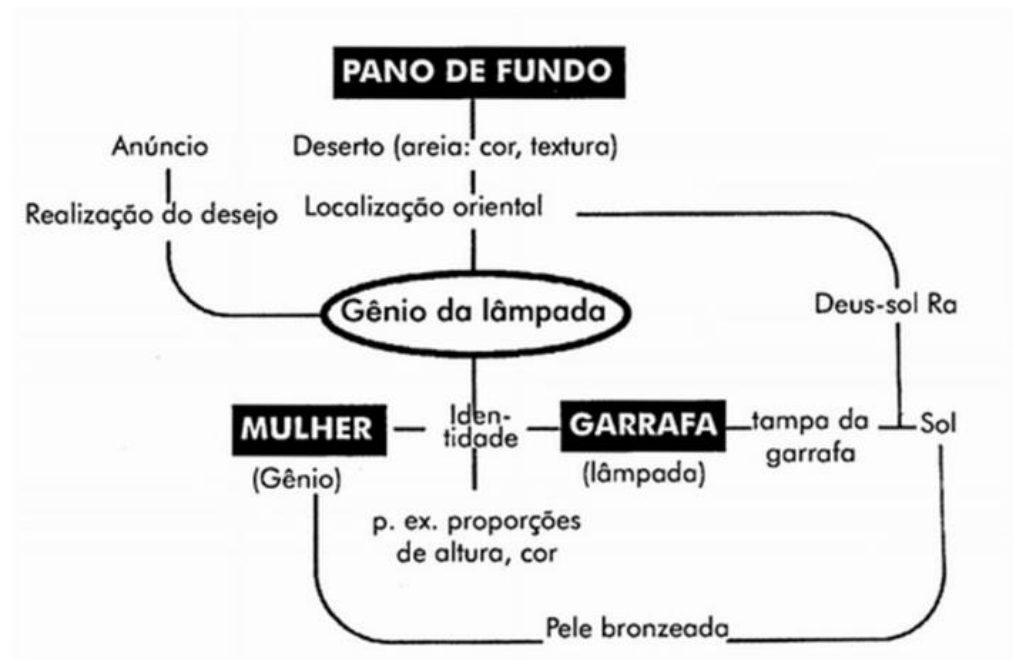 PANO DE FUNDO
Anúncio
Deserto (areia: cor, textura)
Realização do desejo
Localização oriental
Gênio da lâmpada
Deus-sol Ra
MULHER
(Gênio)
Iden-
tidade
GARRAFA
(lâmpada)
tampa da
garrafa
Sol
p. ex. proporções
de altura, cor
Pele bronzeada